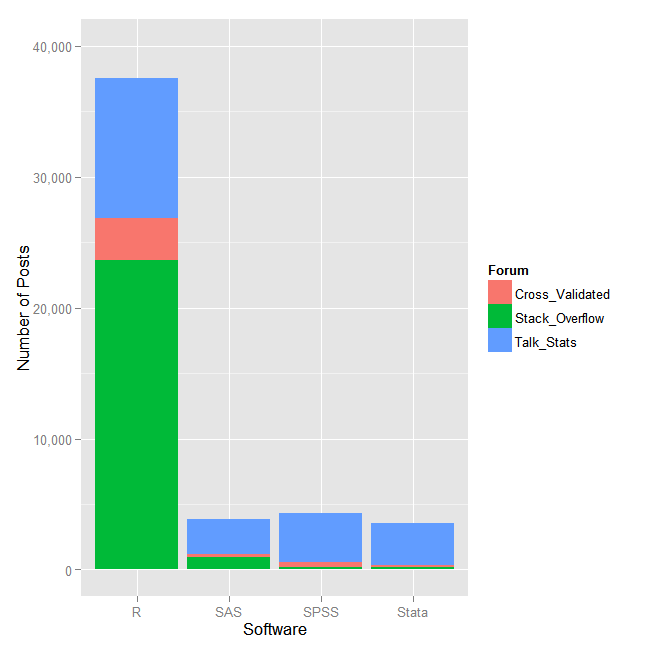 40,000
30,000
20,000
10,000
0
Number of Posts
R SAS SPSS Stata
Software
Forum
Cross_Validated
Stack_Overflow
Talk_Stats